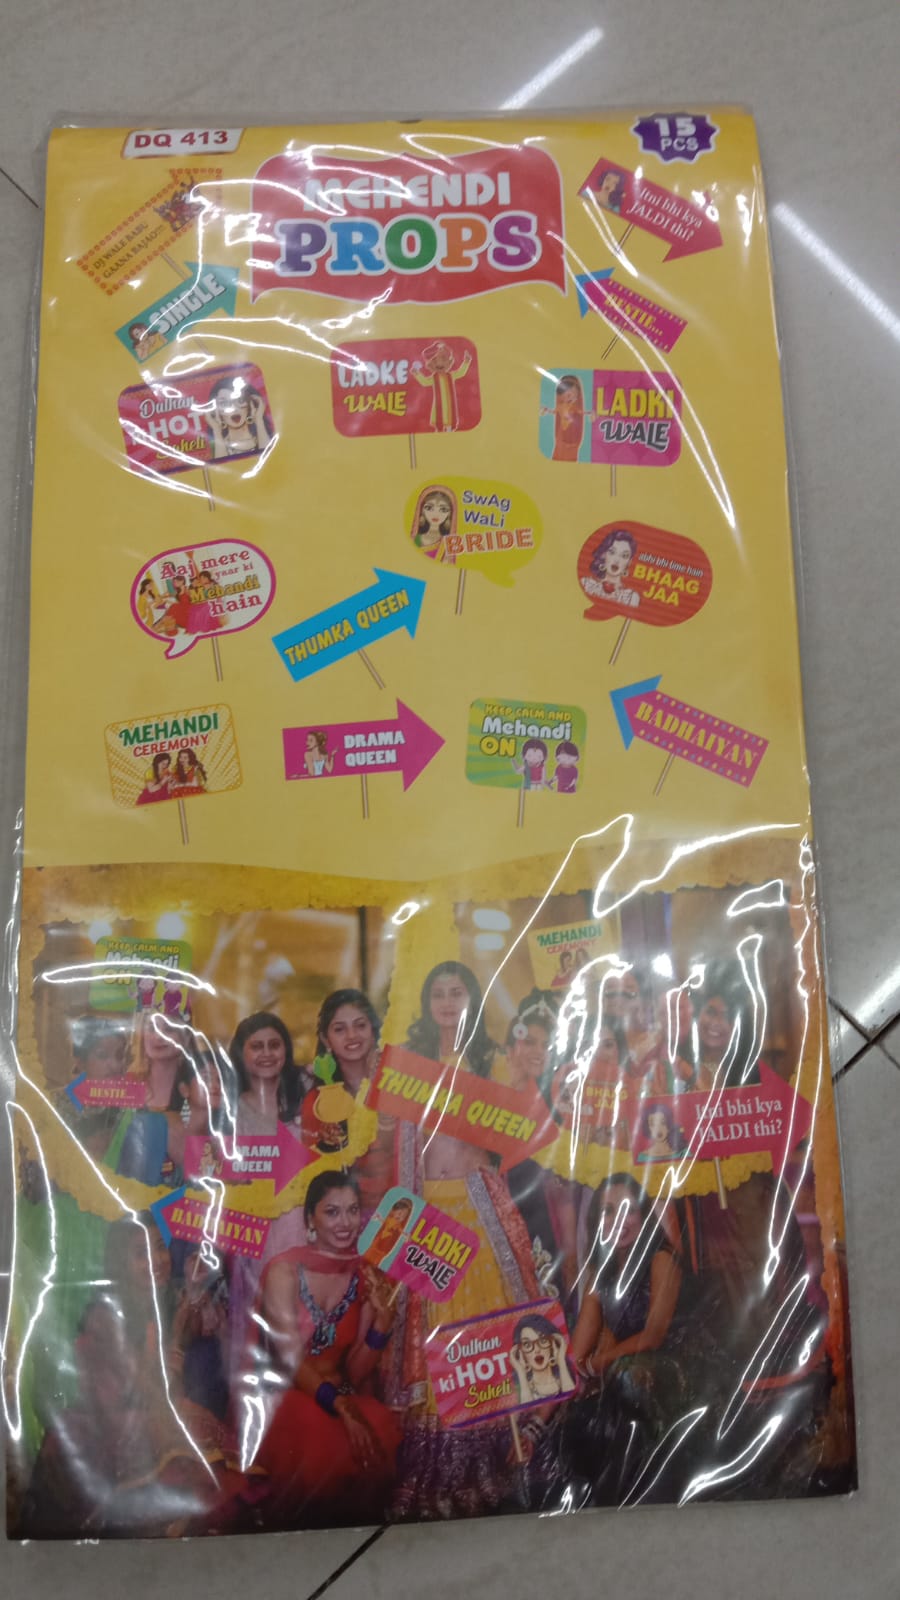 DQ 413
15
PCS
MEHENDI
PROPS
DJ WALE BABU
GAANA BAJAO!!!
Itni bhi kya
JALDI thi?
SINGLE
BESTIE...
Dulhan
ki HOT
Saheli
LADKE
WALE
LADKI
WALE
SwAg
WaLi
BRIDE
Aaj mere
yaar ki
Mehandi
hain
abhi bhi time hain
BHAAG
JAA
THUMKA QUEEN
MEHANDI
CEREMONY
DRAMA
QUEEN
KEEP CALM AND
Mehandi
ON
BADHAIYAN
KEEP CALM AND
Mehandi
ON
MEHANDI
CEREMONY
BESTIE...
THUMKA QUEEN
BHAAG
JAA
Itni bhi kya
JALDI thi?
DRAMA
QUEEN
BADHAIYAN
LADKI
WALE
Dulhan
ki HOT
Saheli